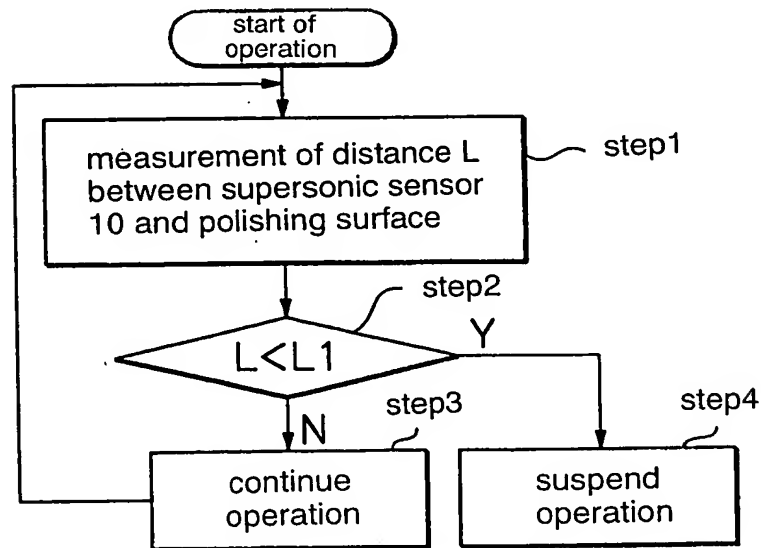 start of
operation
measurement of distance L
between supersonic sensor
10 and polishing surface
step1
step2
L<L1
Y
N
step3
continue
operation
step4
suspend
operation